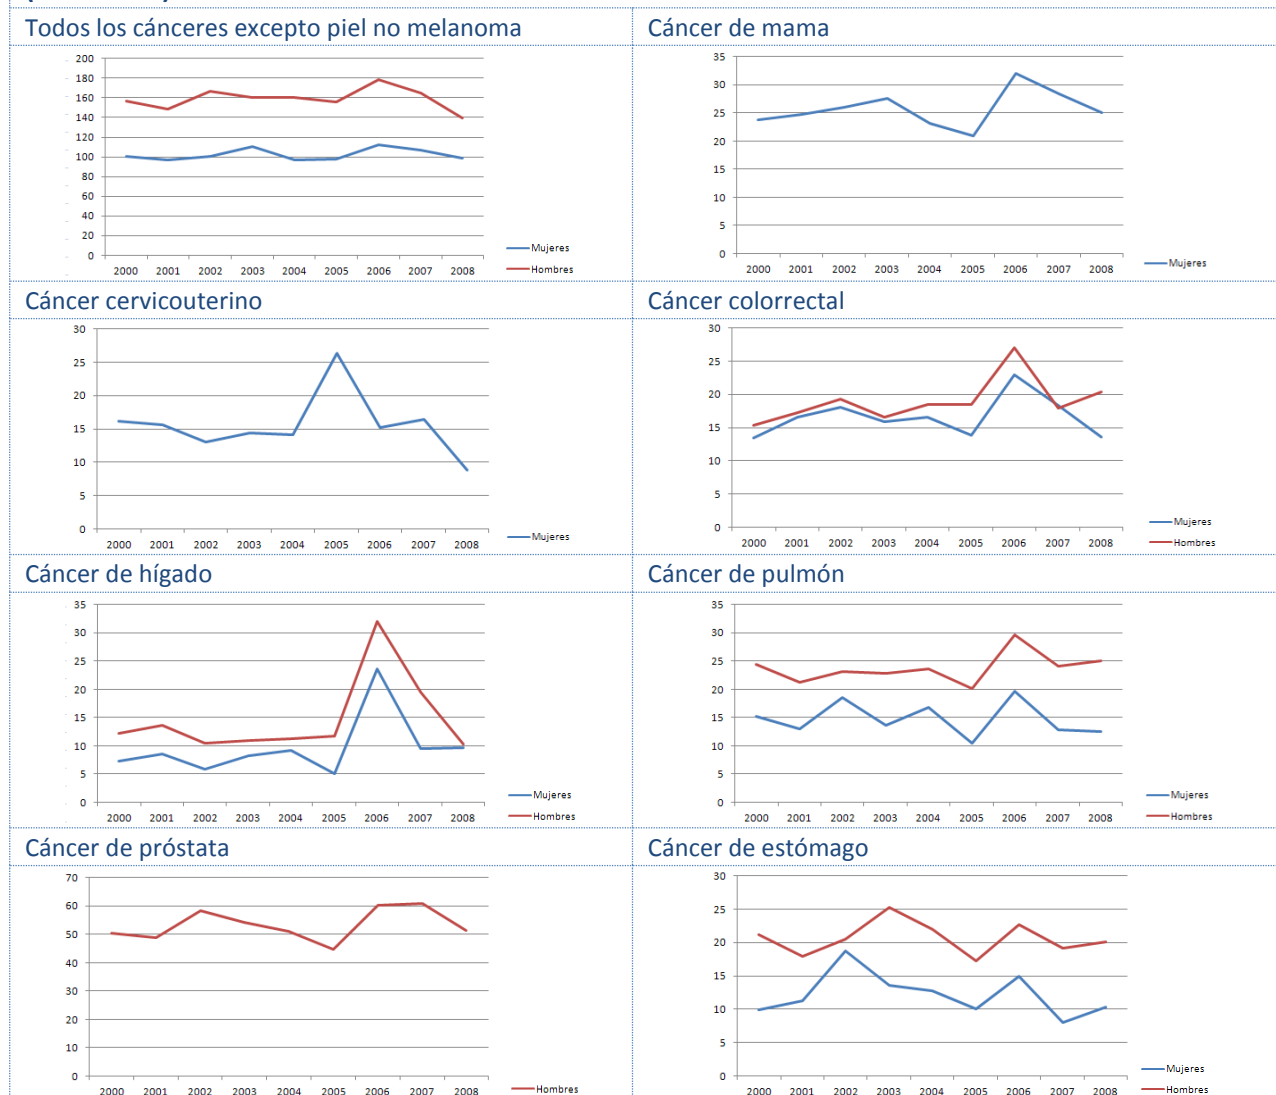 Todos los cánceres excepto piel no melanoma
200
180
160
140
120
100
80
60
40
20
0
2000 2001 2002 2003 2004 2005 2006 2007 2008
Mujeres
Hombres
Cáncer de mama
35
30
25
20
15
10
5
0
2000 2001 2002 2003 2004 2005 2006 2007 2008
Mujeres
Cáncer cervicouterino
30
25
20
15
10
5
0
2000 2001 2002 2003 2004 2005 2006 2007 2008
Mujeres
Cáncer colorrectal
30
25
20
15
10
5
0
2000 2001 2002 2003 2004 2005 2006 2007 2008
Mujeres
Hombres
Cáncer de hígado
35
30
25
20
15
10
5
0
2000 2001 2002 2003 2004 2005 2006 2007 2008
Mujeres
Hombres
Cáncer de pulmón
35
30
25
20
15
10
5
0
2000 2001 2002 2003 2004 2005 2006 2007 2008
Mujeres
Hombres
Cáncer de próstata
70
60
50
40
30
20
10
0
2000 2001 2002 2003 2004 2005 2006 2007 2008
Hombres
Cáncer de estómago
30
25
20
15
10
5
0
2000 2001 2002 2003 2004 2005 2006 2007 2008
Mujeres
Hombres